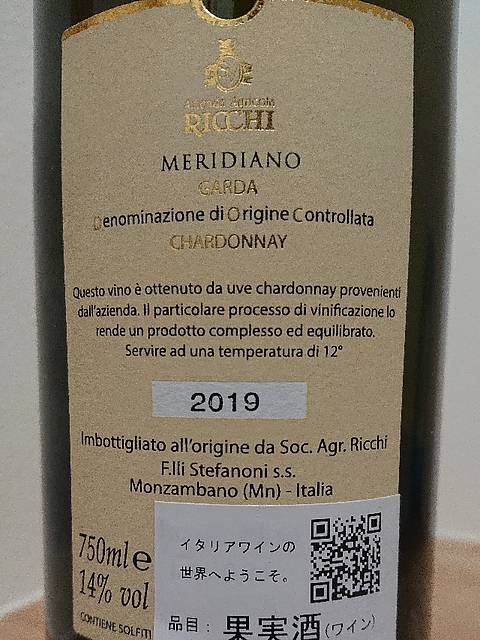 Azienda Agricola
RICCHI
MERIDIANO
GARDA
Denominazione di Origine Controllata
CHARDONNAY
Questo vino è ottenuto da uve chardonnay provenienti
dall'azienda. Il particolare processo di vinificazione lo
rende un prodotto complesso ed equilibrato.
Servire ad una temperatura di 12°
2019
Imbottigliato all'origine da Soc. Agr. Ricchi
F.lli Stefanoni s.s.
Monzambano (Mn) - Italia
750ml e
14% vol
CONTIENE SOLFITI
イタリアワインの
世界へようこそ。
品目：果実酒(ワイン)